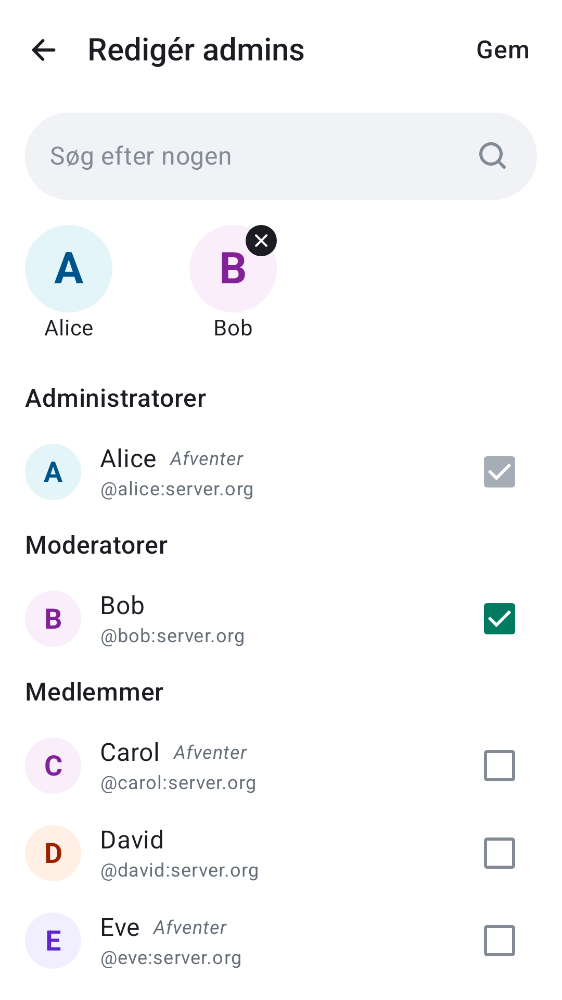 Redigér admins
Gem
Søg efter nogen
A
B
Alice
Bob
Administratorer
A
Alice Afventer
@alice:server.org
Moderatorer
B
Bob
@bob:server.org
Medlemmer
C
Carol Afventer
@carol:server.org
D
David
@david:server.org
E
Eve Afventer
@eve:server.org